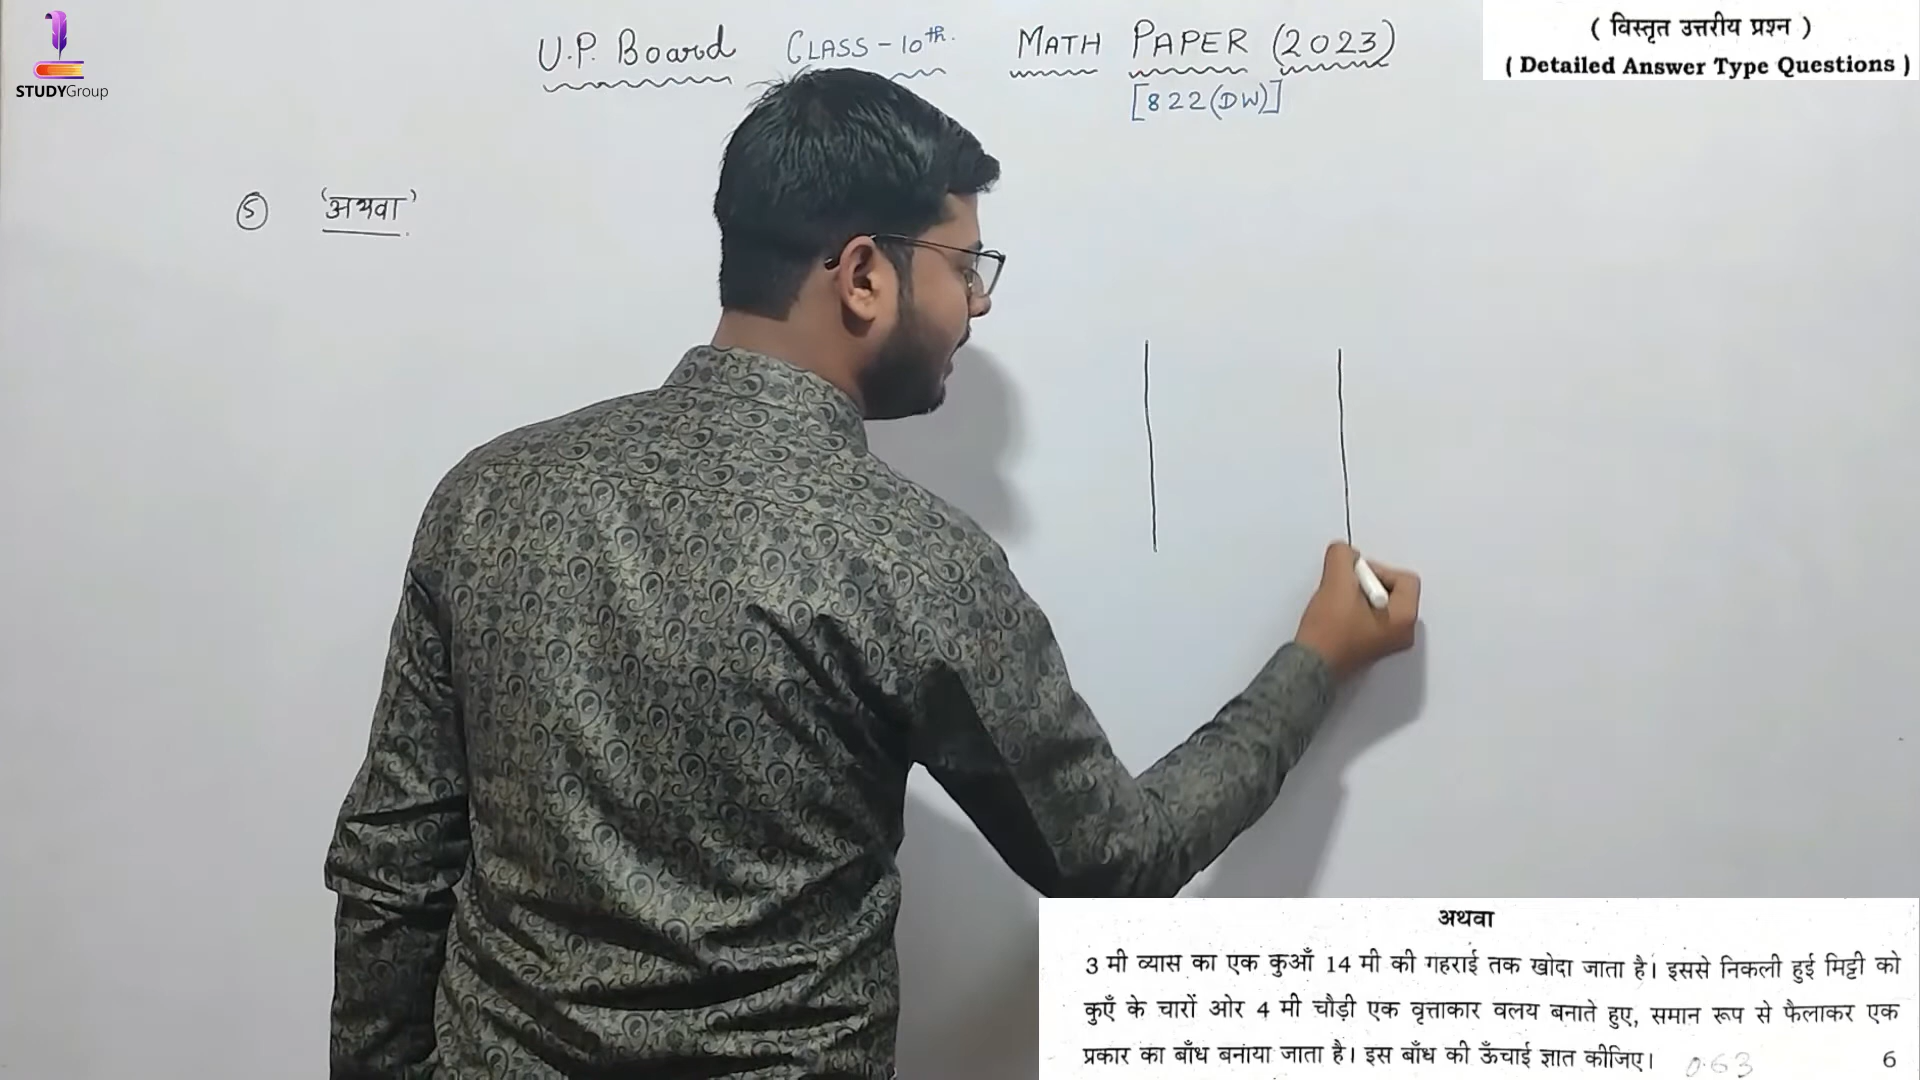 STUDYGroup
U.P. Board CLASS-10th. MATH PAPER (2023)
[822(DW)]
( विस्तृत उत्तरीय प्रश्न )
( Detailed Answer Type Questions )
5 'अथवा'
अथवा
3 मी व्यास का एक कुआँ 14 मी की गहराई तक खोदा जाता है। इससे निकली हुई मिट्टी को
कुएँ के चारों ओर 4 मी चौड़ी एक वृत्ताकार वलय बनाते हुए, समान रूप से फैलाकर एक
प्रकार का बाँध बनाया जाता है। इस बाँध की ऊँचाई ज्ञात कीजिए। 0.63 6